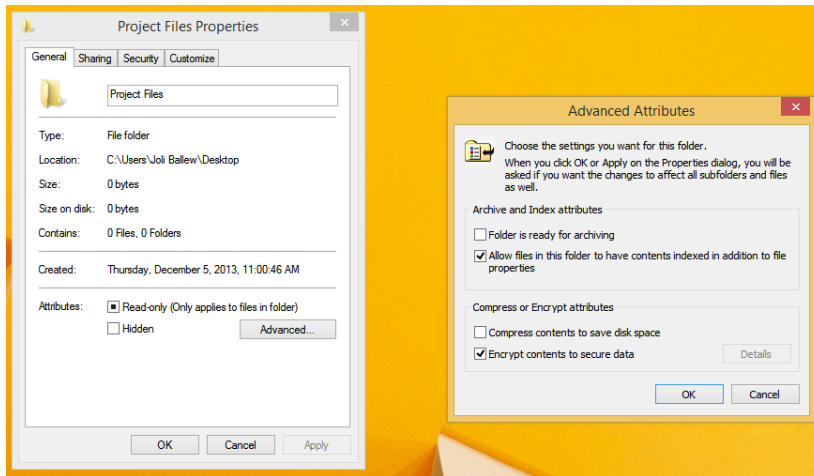 Project Files Properties
General Sharing Security Customize
Project Files
Type: File folder
Location: C:\Users\Joli Ballew\Desktop
Size: 0 bytes
Size on disk: 0 bytes
Contains: 0 Files, 0 Folders
Created: Thursday, December 5, 2013, 11:00:46 AM
Attributes: Read-only (Only applies to files in folder)
Hidden
Advanced...
OK Cancel Apply
Advanced Attributes
Choose the settings you want for this folder.
When you click OK or Apply on the Properties dialog, you will be
asked if you want the changes to affect all subfolders and files
as well.
Archive and Index attributes
Folder is ready for archiving
Allow files in this folder to have contents indexed in addition to file
properties
Compress or Encrypt attributes
Compress contents to save disk space
Encrypt contents to secure data
Details
OK Cancel